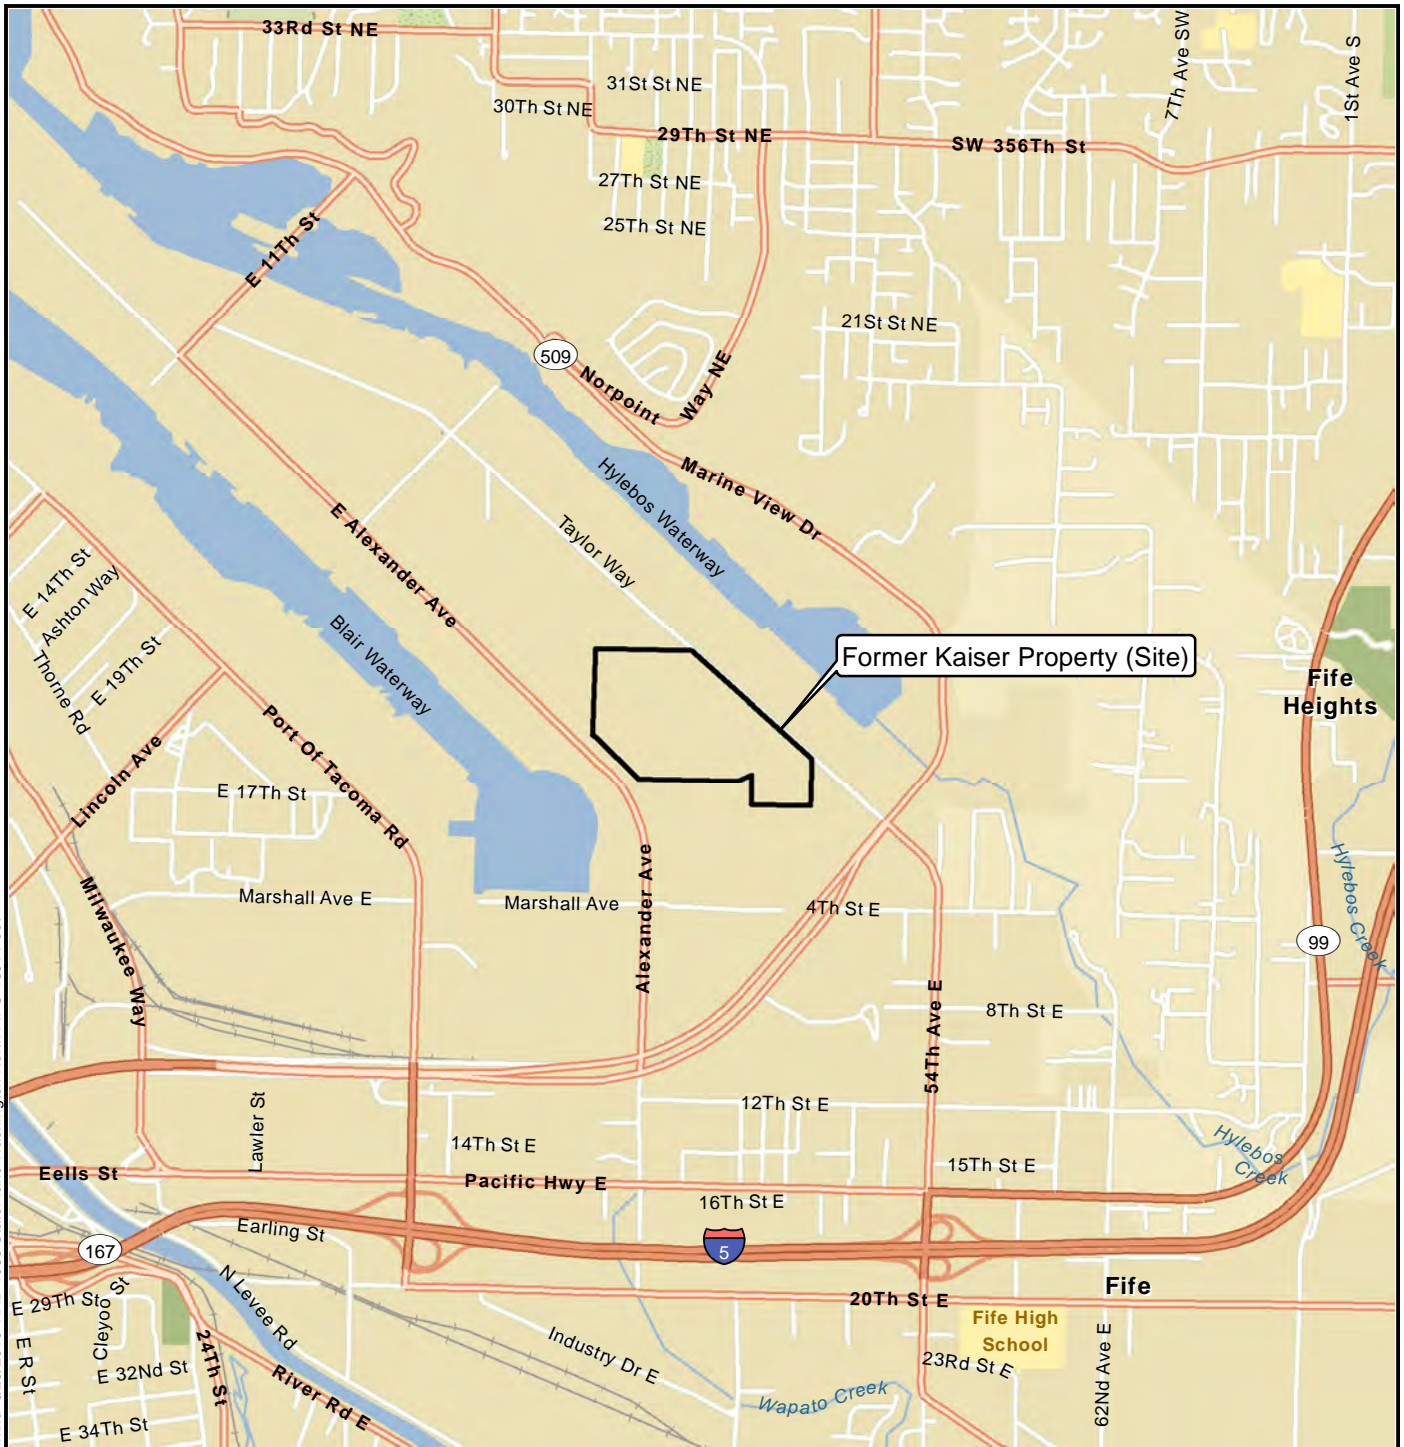 33Rd St NE
7Th Ave SW
1St Ave S
31St St NE
30Th St NE
29Th St NE
SW 356Th St
27Th St NE
25Th St NE
E 11Th St
21St St NE
509
Norpoint
Way NE
Marine View Dr
Hylebos Waterway
Taylor Way
E Alexander Ave
E 14Th St
Ashton Way
E 19Th St
Thorne Rd
Blair Waterway
Former Kaiser Property (Site)
Fife
Heights
Port Of Tacoma Rd
Lincoln Ave
E 17Th St
Milwaukee Way
Marshall Ave E
Marshall Ave
Alexander Ave
4Th St E
Hylebos Creek
99
54Th Ave E
8Th St E
12Th St E
Lawler St
14Th St E
Hylebos
Creek
15Th St E
Eells St
Pacific Hwy E
16Th St E
Earling St
167
5
N Levee Rd
E 29Th St
Cleyoo St
Fife
20Th St E
Fife High
School
E R St
24Th St
Industry Dr E
23Rd St E
62Nd Ave E
E 32Nd St
River Rd E
Wapato Creek
E 34Th St